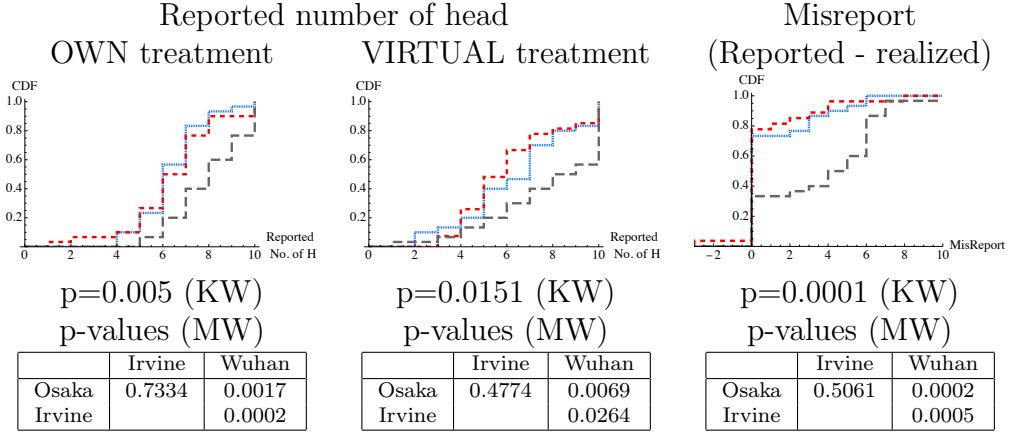 Reported number of head
Misreport
OWN treatment
VIRTUAL treatment
(Reported - realized)
CDF
1.0
0.8
0.6
0.4
0.2
0 2 4 6 8 10
Reported
No. of H
CDF
1.0
0.8
0.6
0.4
0.2
0 2 4 6 8 10
Reported
No. of H
CDF
1.0
0.8
0.6
0.4
0.2
−2 0 2 4 6 8 10
MisReport
p=0.005 (KW)
p-values (MW)
Irvine Wuhan
Osaka 0.7334 0.0017
Irvine 0.0002
p=0.0151 (KW)
p-values (MW)
Irvine Wuhan
Osaka 0.4774 0.0069
Irvine 0.0264
p=0.0001 (KW)
p-values (MW)
Irvine Wuhan
Osaka 0.5061 0.0002
Irvine 0.0005